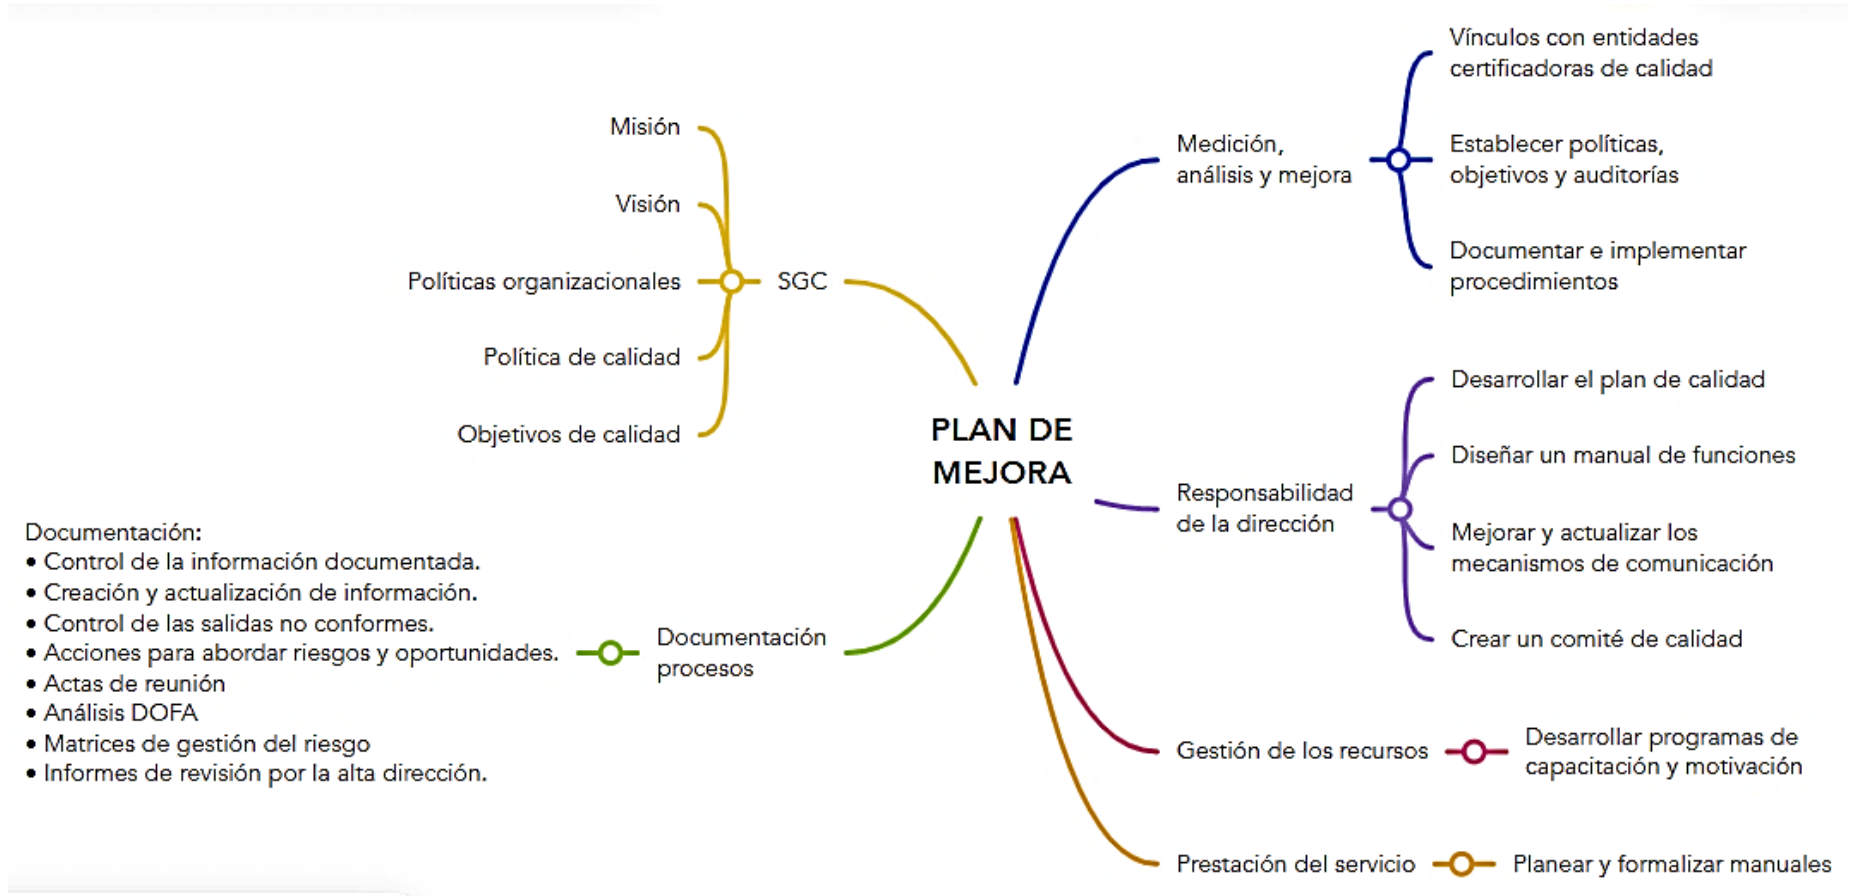 PLAN DE
MEJORA
Medición,
análisis y mejora
Vínculos con entidades
certificadoras de calidad
Establecer políticas,
objetivos y auditorías
Documentar e implementar
procedimientos
Responsabilidad
de la dirección
Desarrollar el plan de calidad
Diseñar un manual de funciones
Mejorar y actualizar los
mecanismos de comunicación
Crear un comité de calidad
Gestión de los recursos
Desarrollar programas de
capacitación y motivación
Prestación del servicio
Planear y formalizar manuales
SGC
Misión
Visión
Políticas organizacionales
Política de calidad
Objetivos de calidad
Documentación
procesos
Documentación:
• Control de la información documentada.
• Creación y actualización de información.
• Control de las salidas no conformes.
• Acciones para abordar riesgos y oportunidades.
• Actas de reunión
• Análisis DOFA
• Matrices de gestión del riesgo
• Informes de revisión por la alta dirección.